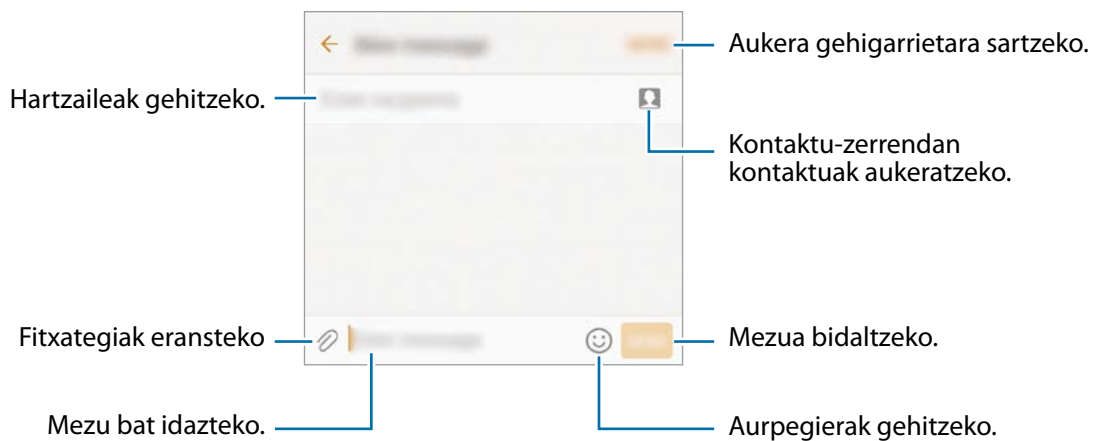 Aukera gehigarrietara sartzeko.
Hartzaileak gehitzeko.
Kontaktu-zerrendan
kontaktuak aukeratzeko.
Fitxategiak eransteko
Mezua bidaltzeko.
Mezu bat idazteko.
Aurpegierak gehitzeko.